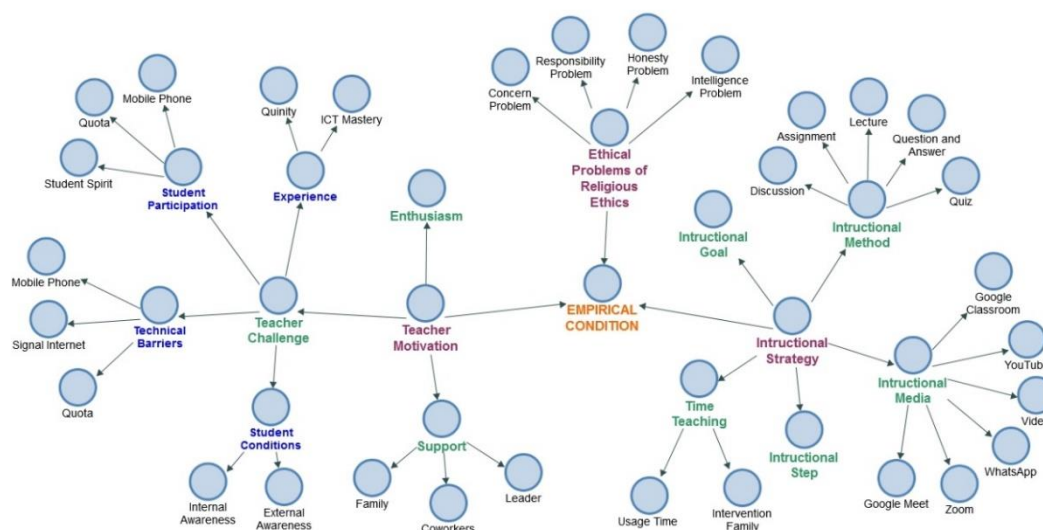 Mobile Phone
Quota
Student Spirit
Student
Participation
Quinity
ICT Mastery
Experience
Enthusiasm
Concern
Problem
Responsibility
Problem
Honesty
Problem
Intelligence
Problem
Ethical
Problems of
Religious
Ethics
Discussion
Assignment
Lecture
Question and
Answer
Quiz
Intructional
Method
Intructional
Goal
Mobile Phone
Signal Internet
Quota
Technical
Barriers
Teacher
Challenge
Teacher
Motivation
EMPIRICAL
CONDITION
Intructional
Strategy
Google
Classroom
YouTub
Vide
WhatsApp
Zoom
Google Meet
Intructional
Media
Time
Teaching
Usage Time
Intervention
Family
Intructional
Step
Student
Conditions
Internal
Awareness
External
Awareness
Support
Family
Coworkers
Leader